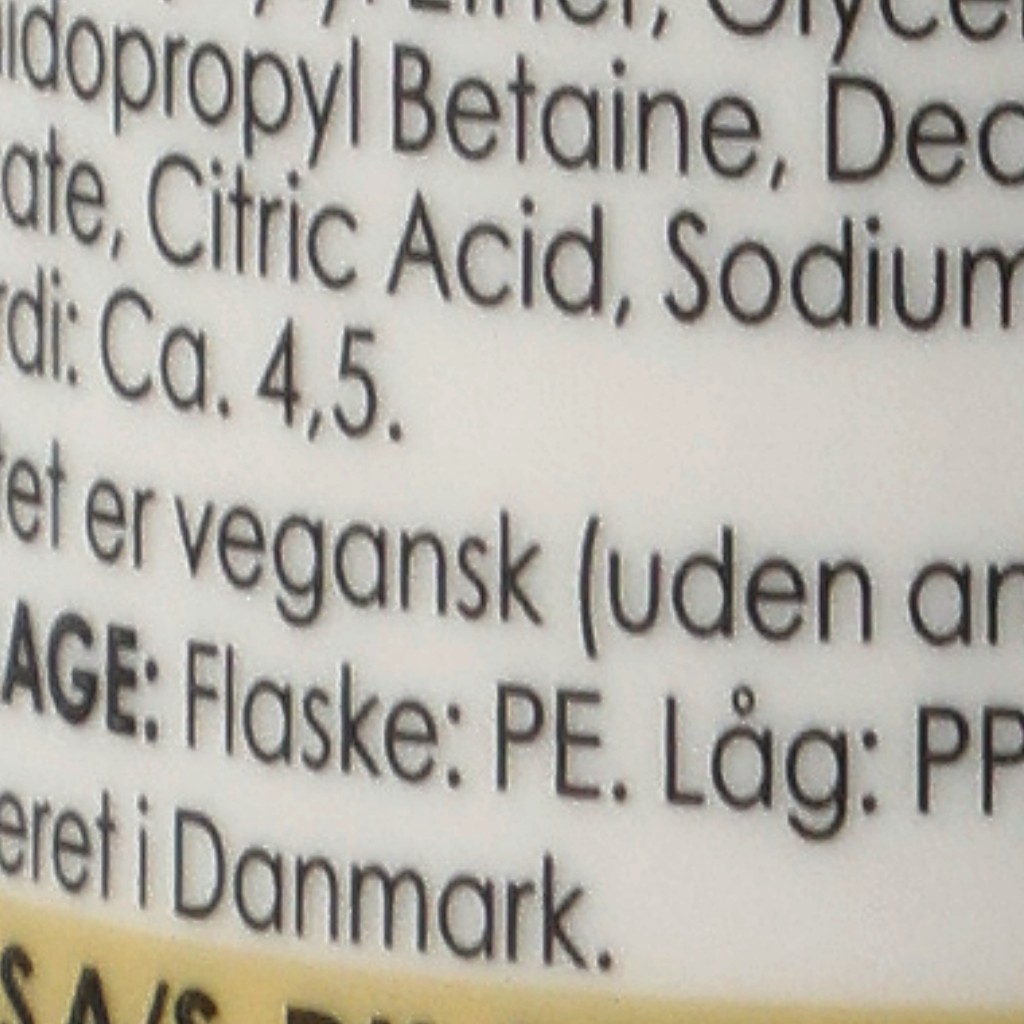 idopropyl Betaine, Dec
ate, Citric Acid, Sodium
rdi: Ca. 4,5.
tet er vegansk (uden an
AGE: Flaske: PE. Låg: PP
eret i Danmark.
S A/S